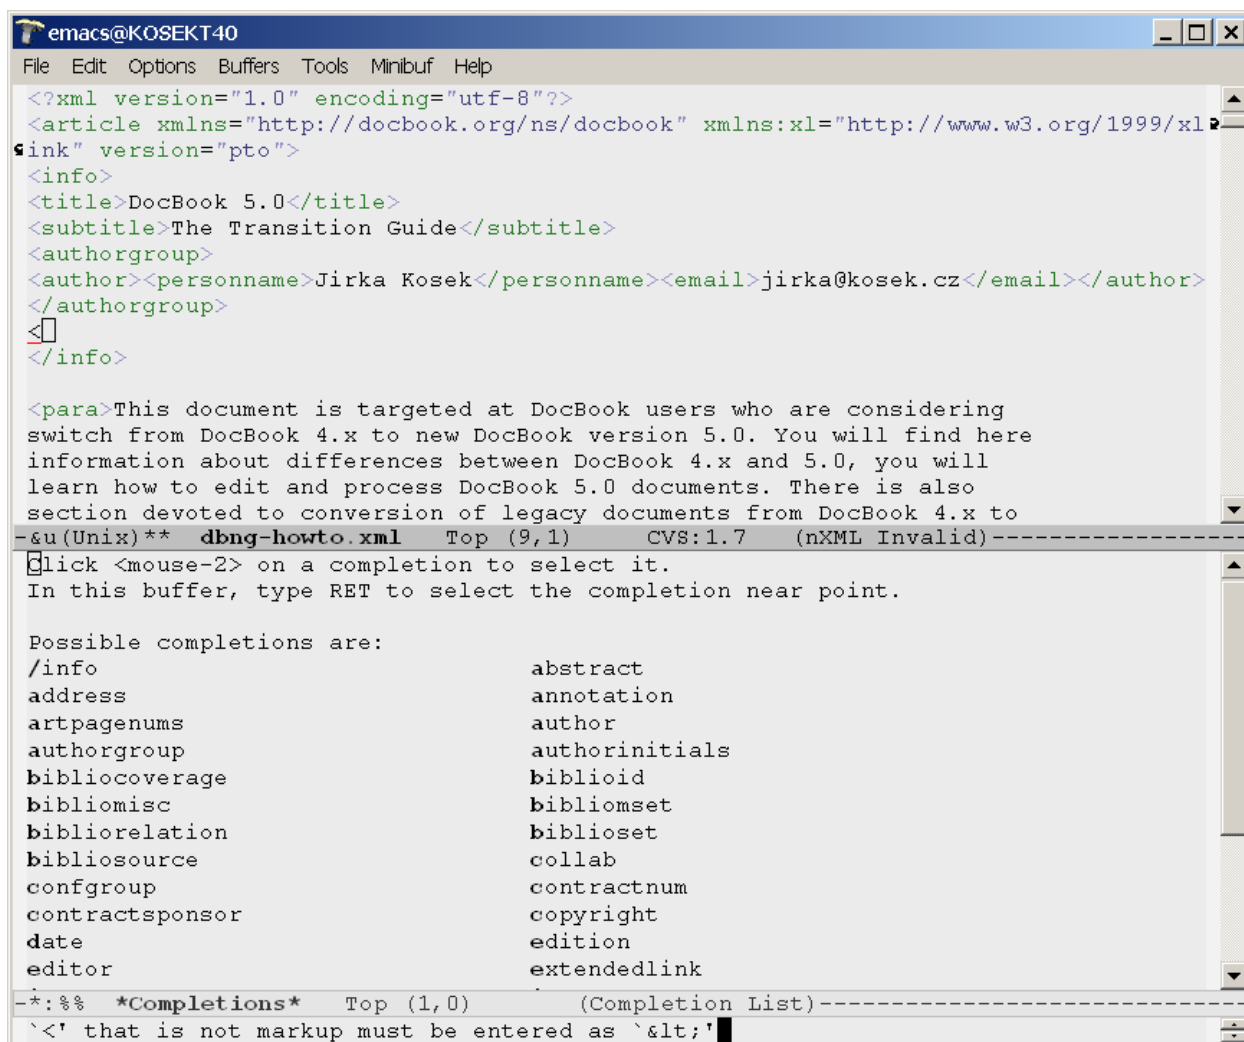 emacs@KOSEKT40
File Edit Options Buffers Tools Minibuf Help
<?xml version="1.0" encoding="utf-8"?>
<article xmlns="http://docbook.org/ns/docbook" xmlns:xl="http://www.w3.org/1999/xl
ink" version="pto">
<info>
<title>DocBook 5.0</title>
<subtitle>The Transition Guide</subtitle>
<authorgroup>
<author><personname>Jirka Kosek</personname><email>jirka@kosek.cz</email></author>
</authorgroup>
<
</info>
<para>This document is targeted at DocBook users who are considering
switch from DocBook 4.x to new DocBook version 5.0. You will find here
information about differences between DocBook 4.x and 5.0, you will
learn how to edit and process DocBook 5.0 documents. There is also
section devoted to conversion of legacy documents from DocBook 4.x to
-&u(Unix)** dbng-howto.xml Top (9,1) CVS:1.7 (nXML Invalid)------------------
Click <mouse-2> on a completion to select it.
In this buffer, type RET to select the completion near point.
Possible completions are:
/info abstract
address annotation
artpagenums author
authorgroup authorinitials
bibliocoverage biblioid
bibliomisc bibliomset
bibliorelation biblioset
bibliosource collab
confgroup contractnum
contractsponsor copyright
date edition
editor extendedlink
-*:%% *Completions* Top (1,0) (Completion List)------------------------------
`<' that is not markup must be entered as `&lt;'